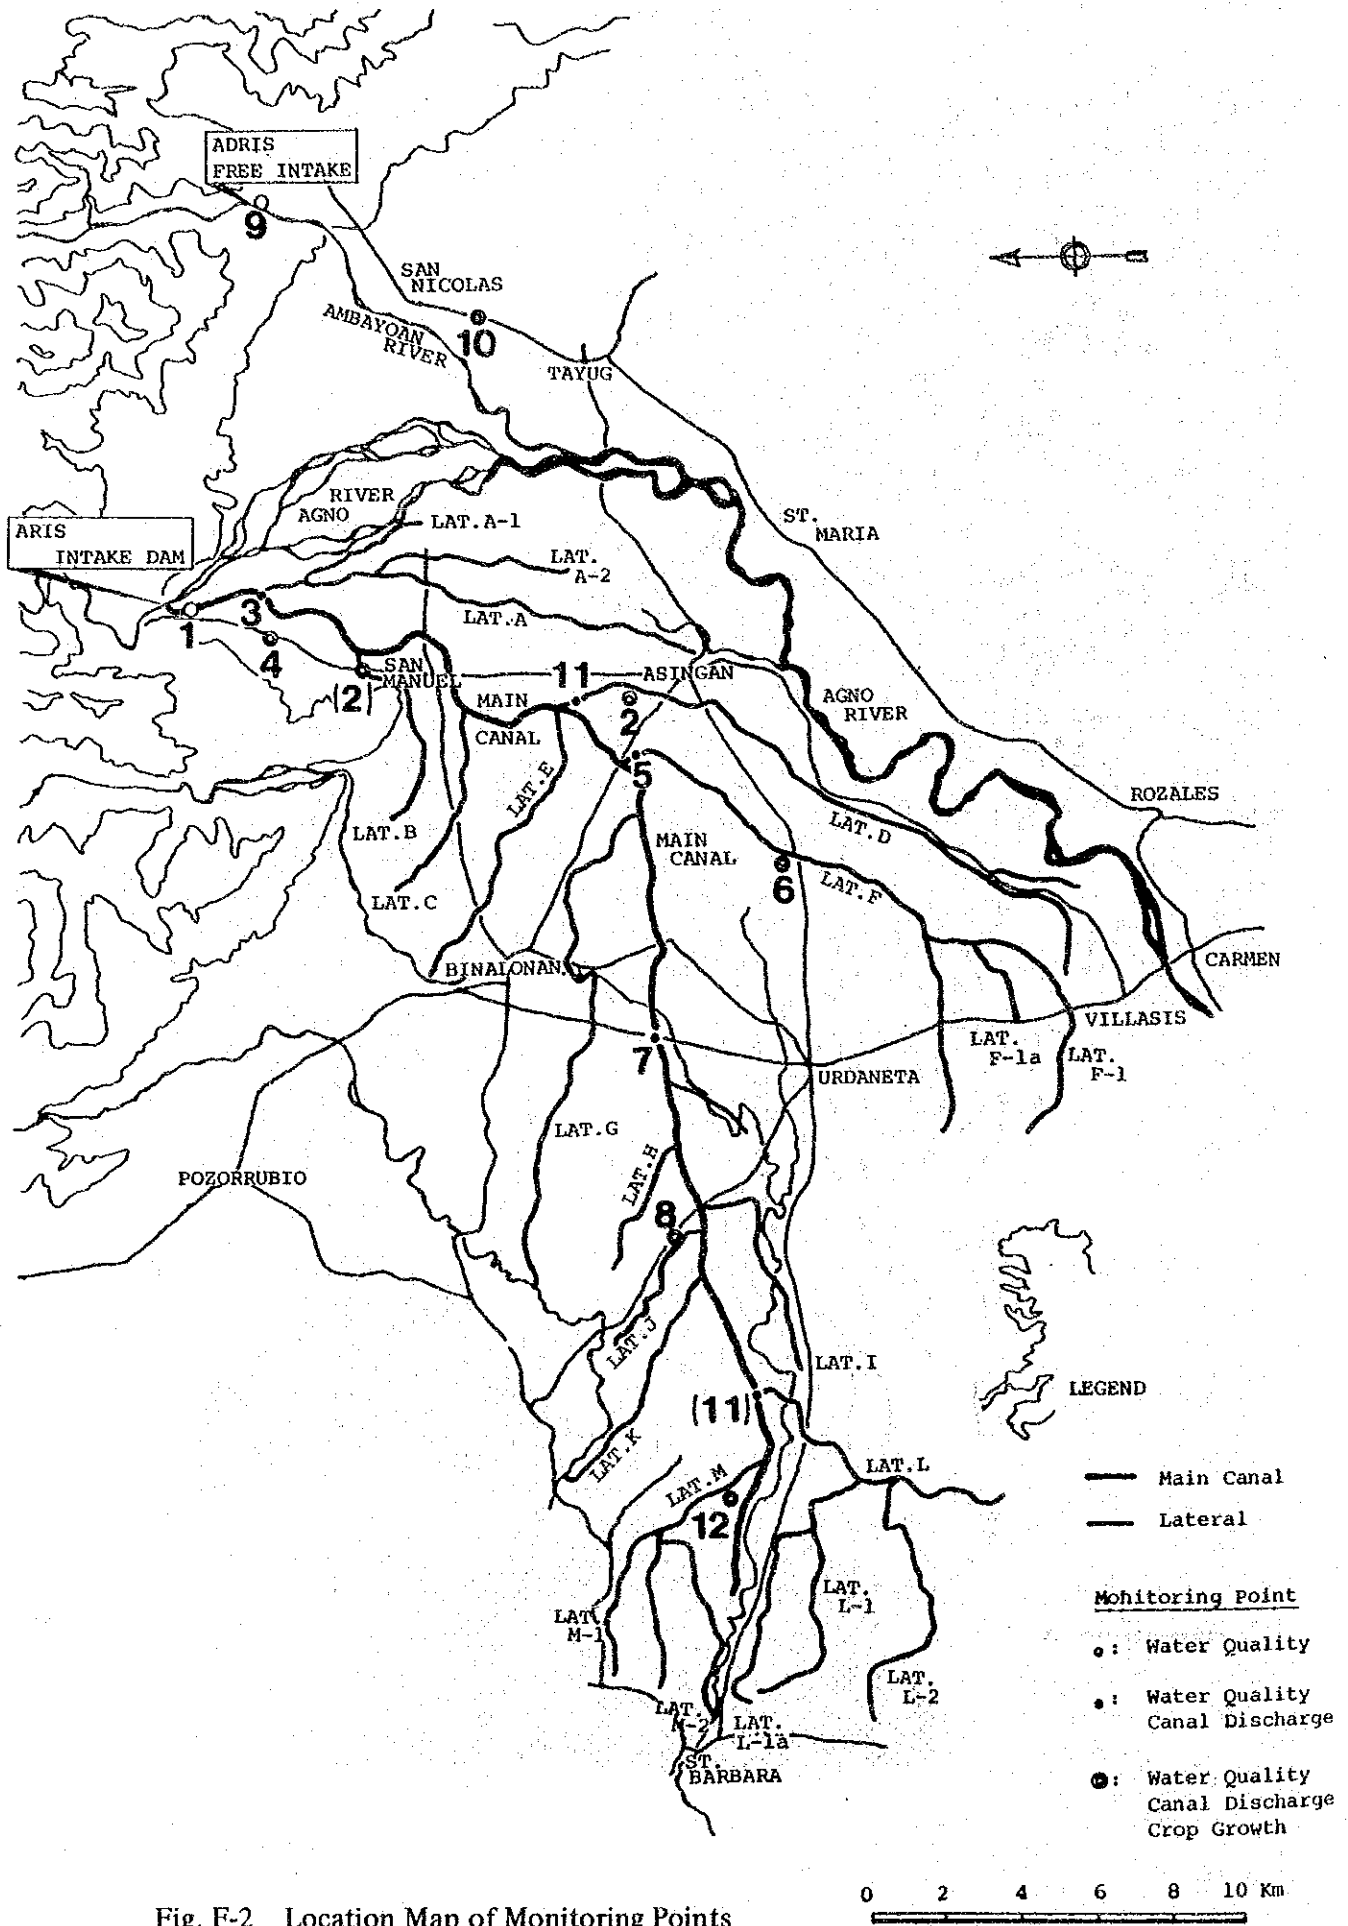 ADRIS
FREE INTAKE
9
SAN
NICOLAS
AMBAYOAN
RIVER
10
TAYUG
RIVER
AGNO
LAT.A-1
ST.
MARIA
ARIS
INTAKE DAM
LAT.
A-2
3
1
LAT.A
4
SAN
MANUEL
(2)
11
ASINGAN
MAIN
CANAL
2
AGNO
RIVER
5
LAT.E
ROZALES
LAT.B
LAT.D
MAIN
CANAL
6
LAT.F
LAT.C
BINALONAN
CARMEN
VILLASIS
7
LAT.
F-1a
LAT.
F-1
URDANETA
LAT.G
LAT.H
POZORRUBIO
8
LAT.J
LAT.I
LEGEND
(11)
LAT.K
LAT.M
LAT.L
Main Canal
12
Lateral
LAT.
L-1
Mohitoring Point
LAT.
M-1
o: Water Quality
LAT.
L-2
•: Water Quality
Canal Discharge
LAT.
M-2
LAT.
L-1a
ST.
BARBARA
◉: Water Quality
Canal Discharge
Crop Growth
0 2 4 6 8 10 Km
Fig. F-2 Location Map of Monitoring Points